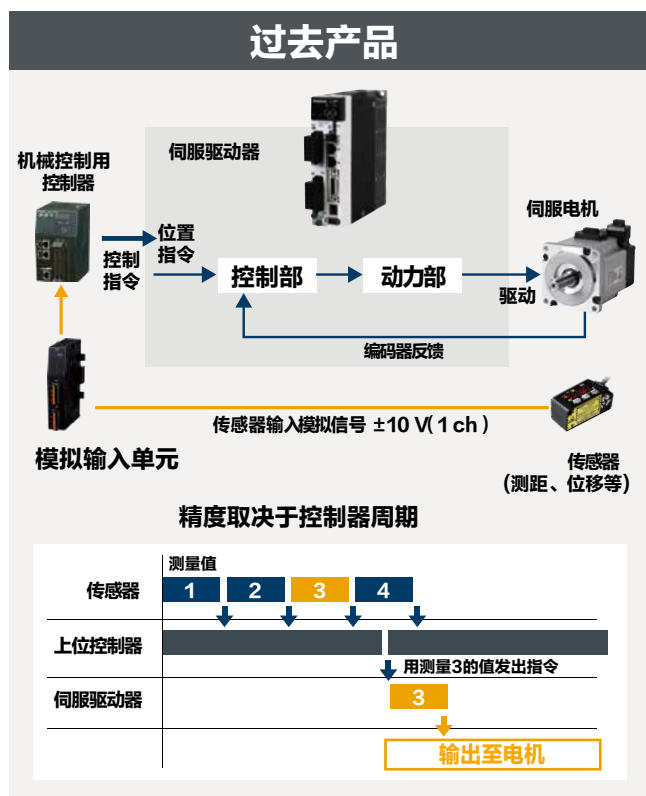 过去产品
伺服驱动器
机械控制用
控制器
伺服电机
位置
指令
控制
指令
控制部
动力部
驱动
编码器反馈
传感器输入模拟信号 ±10 V( 1 ch )
模拟输入单元
传感器
(测距、位移等)
精度取决于控制器周期
测量值
传感器
1
2
3
4
上位控制器
用测量3的值发出指令
伺服驱动器
3
输出至电机